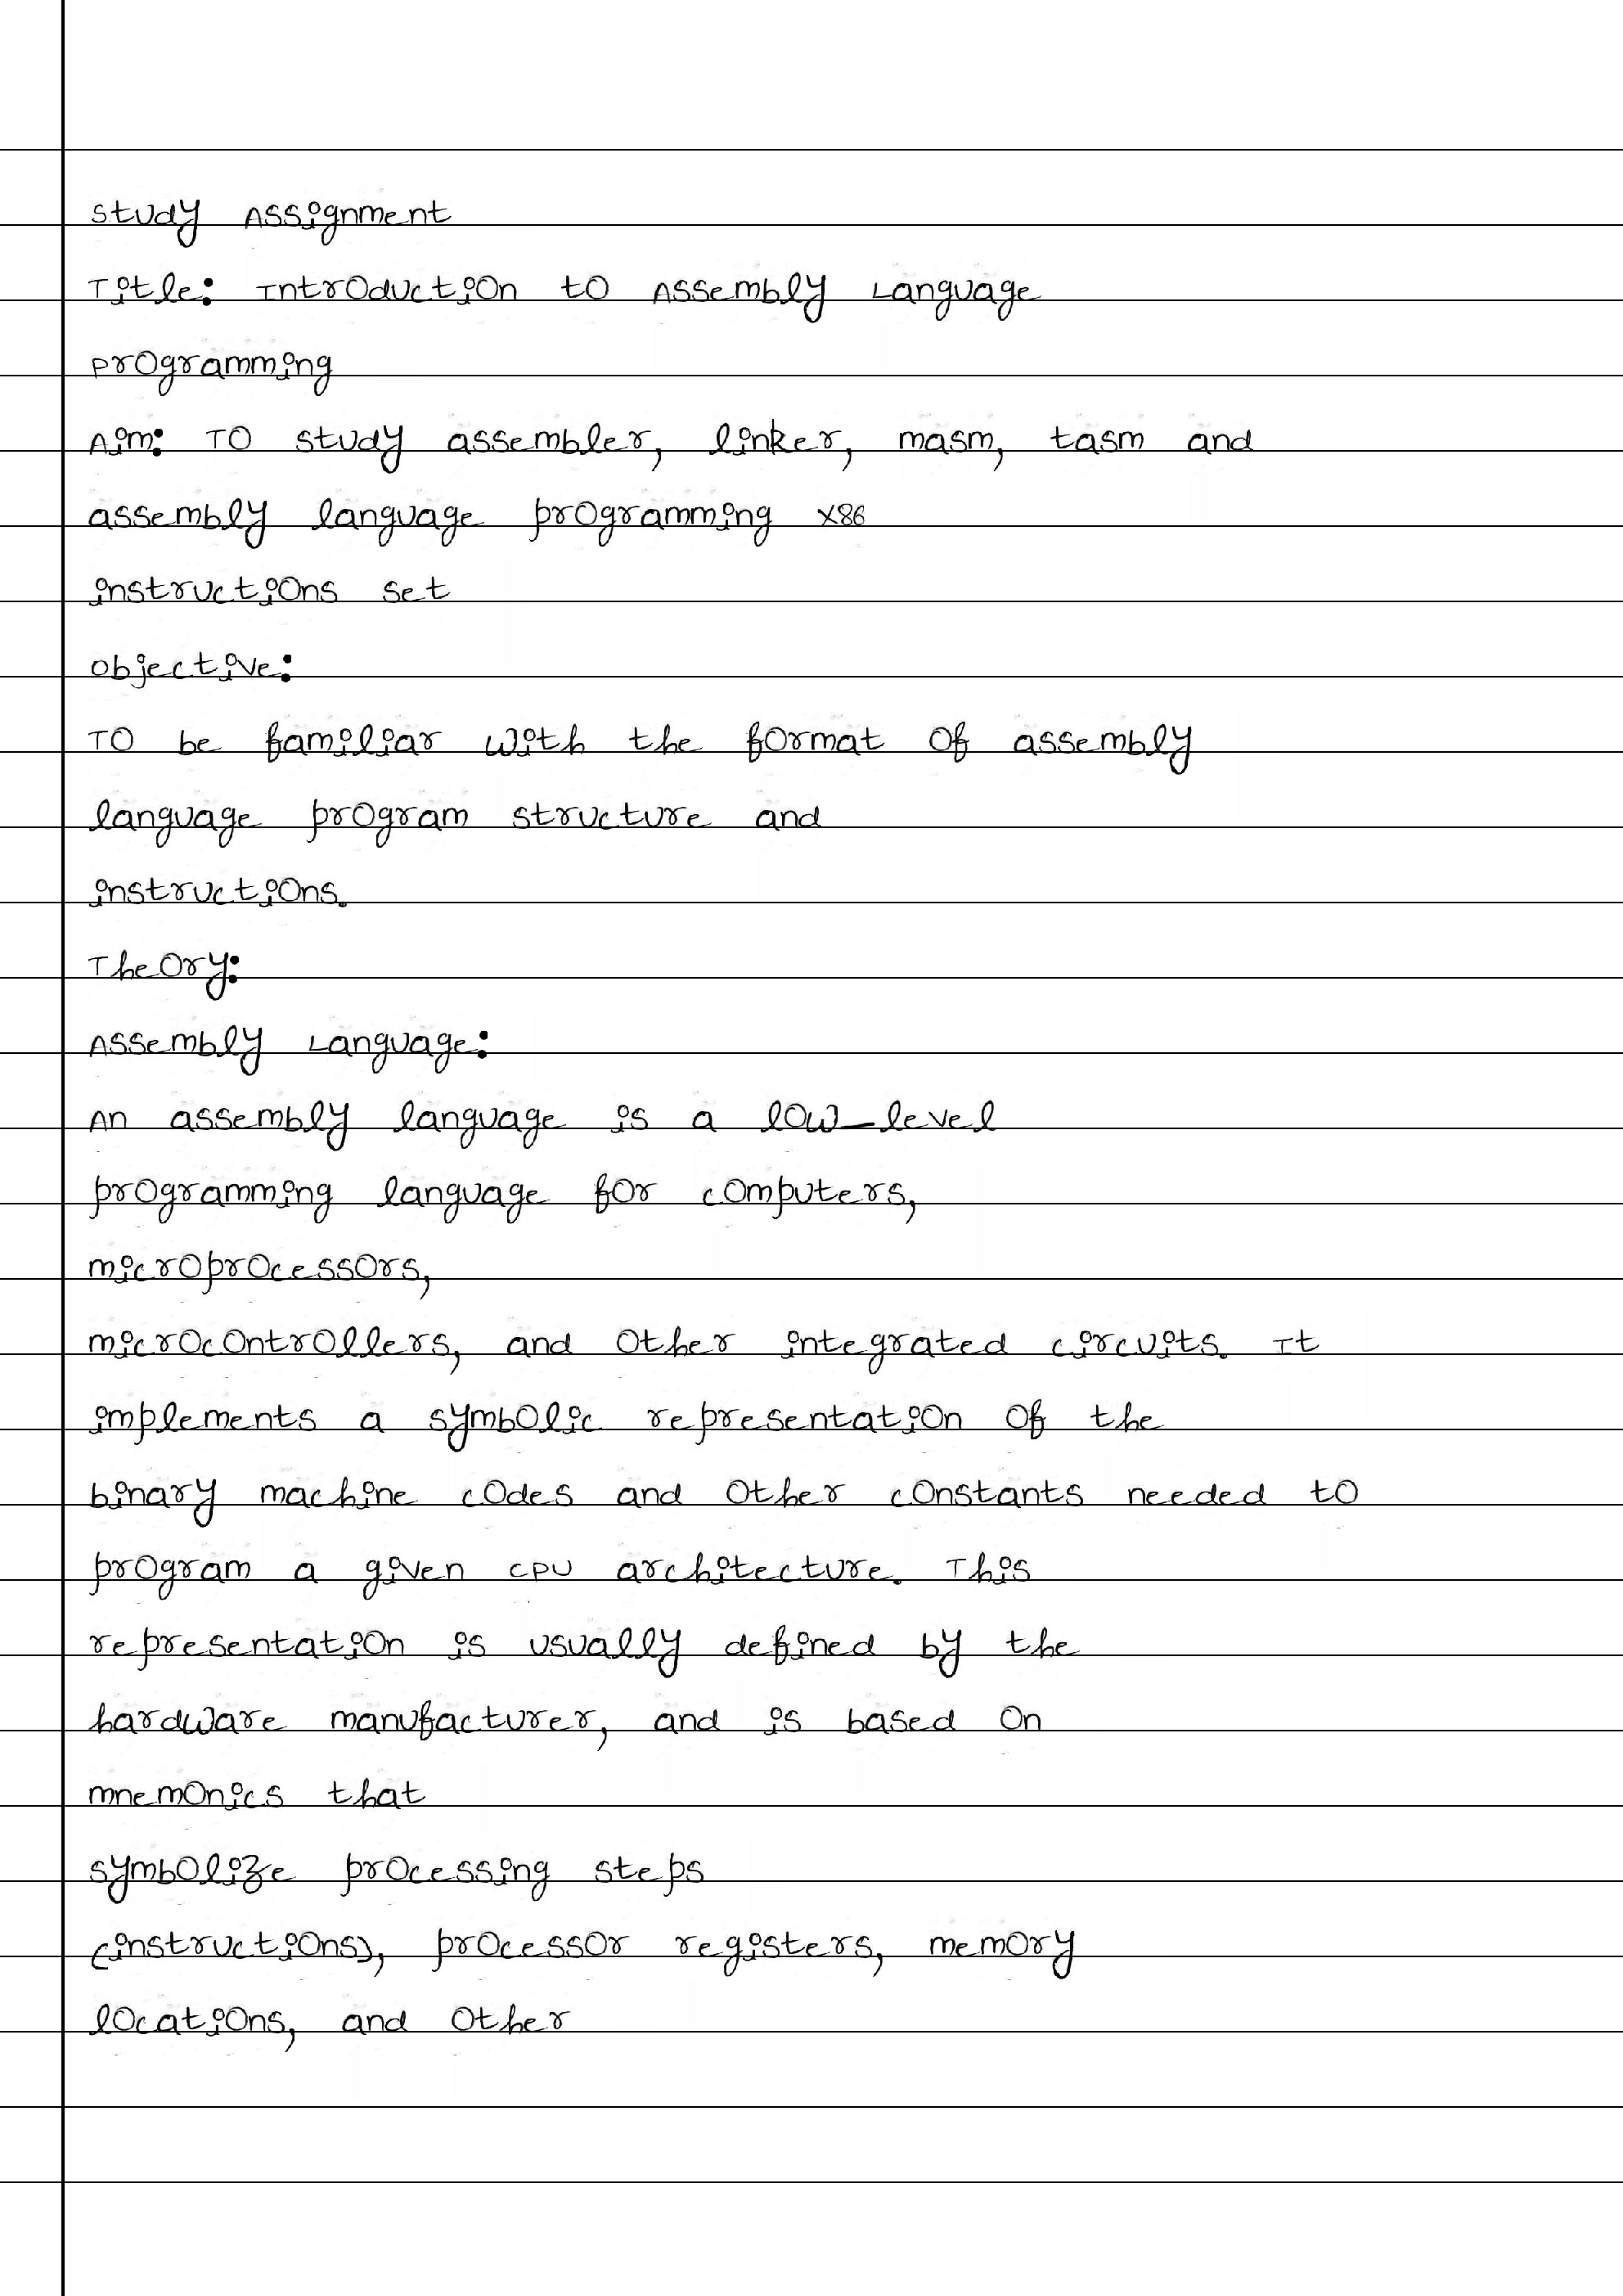 Study Assignment
Title: Introduction to Assembly Language
Programming
Aim: To study assembler, linker, masm, tasm and
assembly language programming X86
instructions set
Objective:
To be familiar with the format of assembly
language program structure and
instructions.
Theory:
Assembly Language:
An assembly language is a low-level
programming language for computers,
microprocessors,
microcontrollers, and other integrated circuits. It
implements a symbolic representation of the
binary machine codes and other constants needed to
program a given CPU architecture. This
representation is usually defined by the
hardware manufacturer, and is based on
mnemonics that
symbolize processing steps
(instructions), processor registers, memory
locations, and other